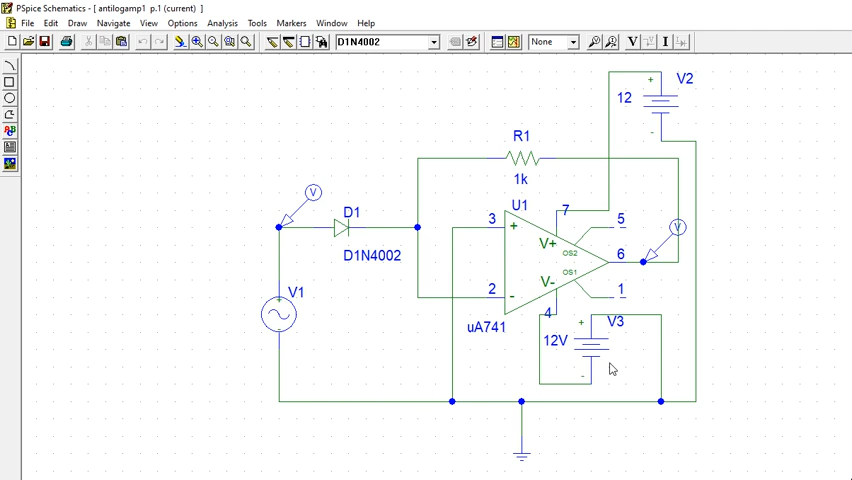 PSpice Schematics - [ antilogamp1 p.1 (current) ]
File Edit Draw Navigate View Options Analysis Tools Markers Window Help
D1N4002 None V I
V2
+
12
-
R1
1k
V
D1
D1N4002
U1
7
3
+
V+
OS2
5
V
6
OS1
V-
2
-
1
4
uA741
V1
+
-
V3
+
12V
-